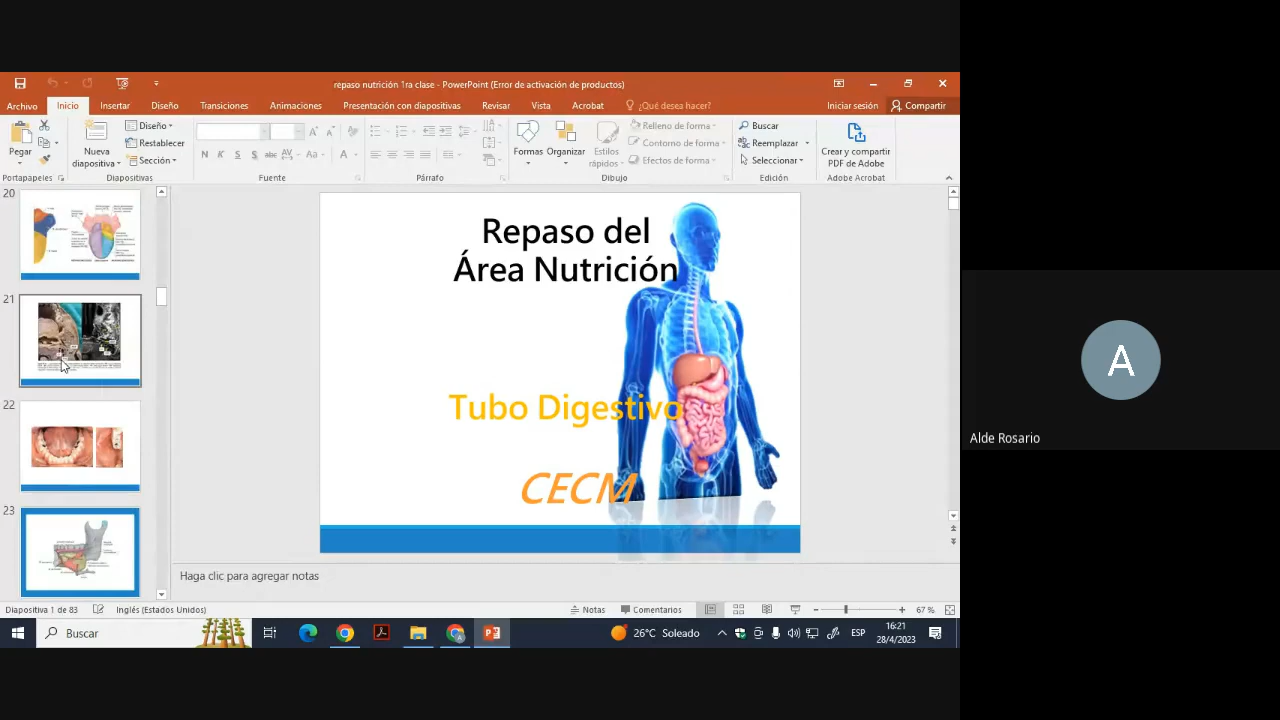 repaso nutrición 1ra clase - PowerPoint (Error de activación de productos)
Archivo
Inicio
Insertar
Diseño
Transiciones
Animaciones
Presentación con diapositivas
Revisar
Vista
Acrobat
¿Qué desea hacer?
Iniciar sesión
Compartir
Pegar
Nueva
diapositiva
Diseño
Restablecer
Sección
N K S S abc AV Aa A
Formas
Organizar
Estilos
rápidos
Relleno de forma
Contorno de forma
Efectos de forma
Buscar
Reemplazar
Seleccionar
Crear y compartir
PDF de Adobe
Portapapeles
Diapositivas
Fuente
Párrafo
Dibujo
Edición
Adobe Acrobat
20
21
22
23
Repaso del
Área Nutrición
Tubo Digestivo
CECM
Haga clic para agregar notas
Diapositiva 1 de 83
Inglés (Estados Unidos)
Notas
Comentarios
67 %
Buscar
26°C Soleado
ESP
16:21
28/4/2023
A
Alde Rosario